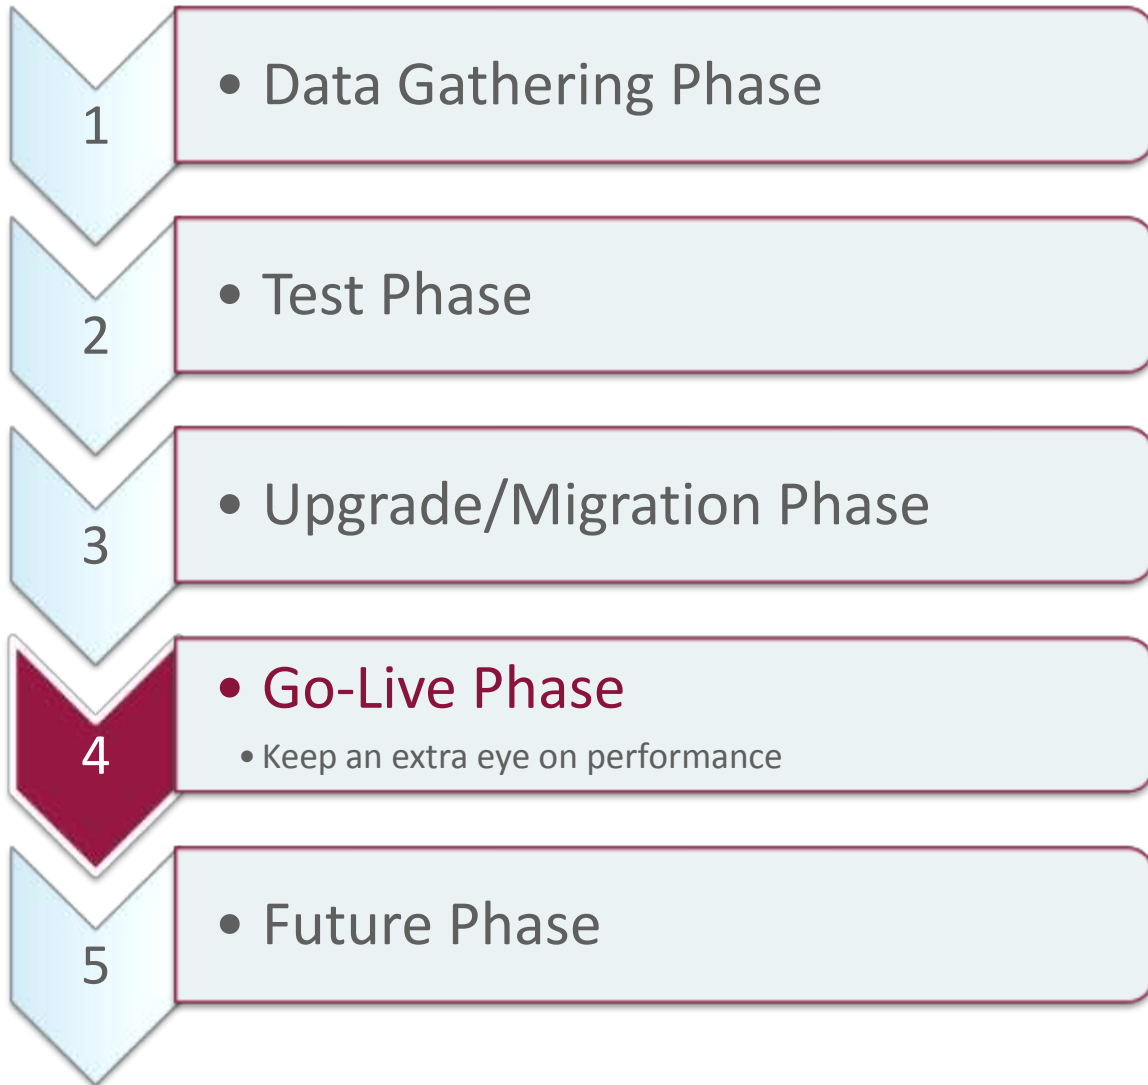 1
• Data Gathering Phase
2
• Test Phase
3
• Upgrade/Migration Phase
4
• Go-Live Phase
• Keep an extra eye on performance
5
• Future Phase